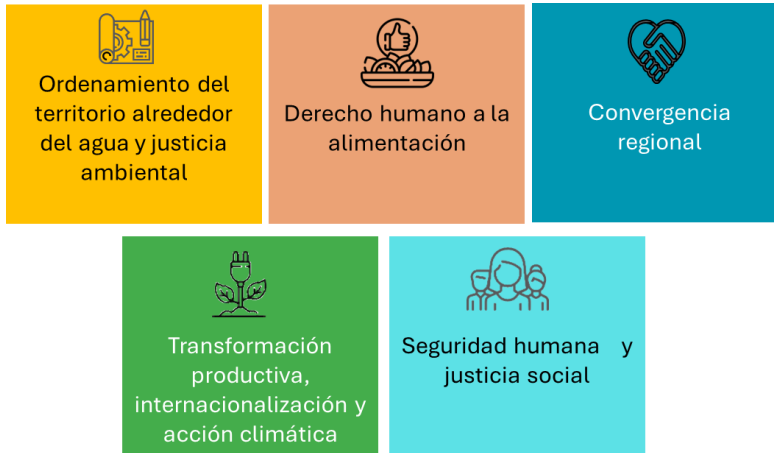 Ordenamiento del
territorio alrededor
del agua y justicia
ambiental
Derecho humano a la
alimentación
Convergencia
regional
Transformación
productiva,
internacionalización y
acción climática
Seguridad humana y
justicia social